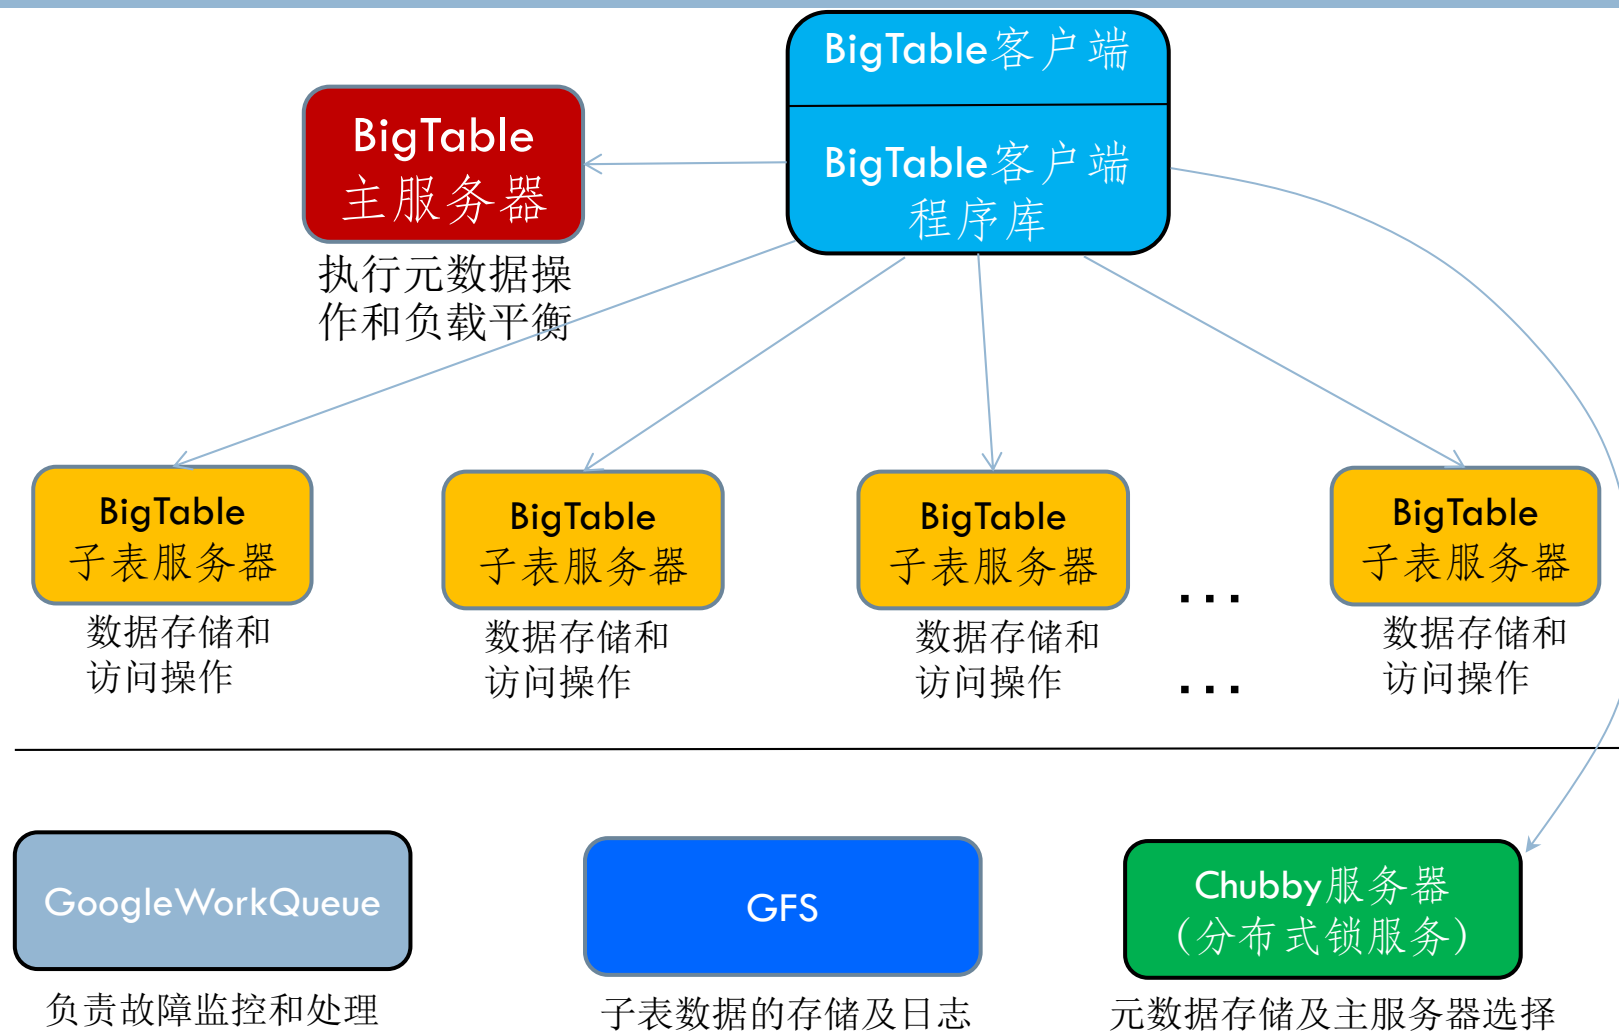 BigTable客户端
BigTable客户端
程序库
BigTable
主服务器
执行元数据操
作和负载平衡
BigTable
子表服务器
数据存储和
访问操作
BigTable
子表服务器
数据存储和
访问操作
BigTable
子表服务器
数据存储和
访问操作
...
...
BigTable
子表服务器
数据存储和
访问操作
GoogleWorkQueue
负责故障监控和处理
GFS
子表数据的存储及日志
Chubby服务器
(分布式锁服务)
元数据存储及主服务器选择